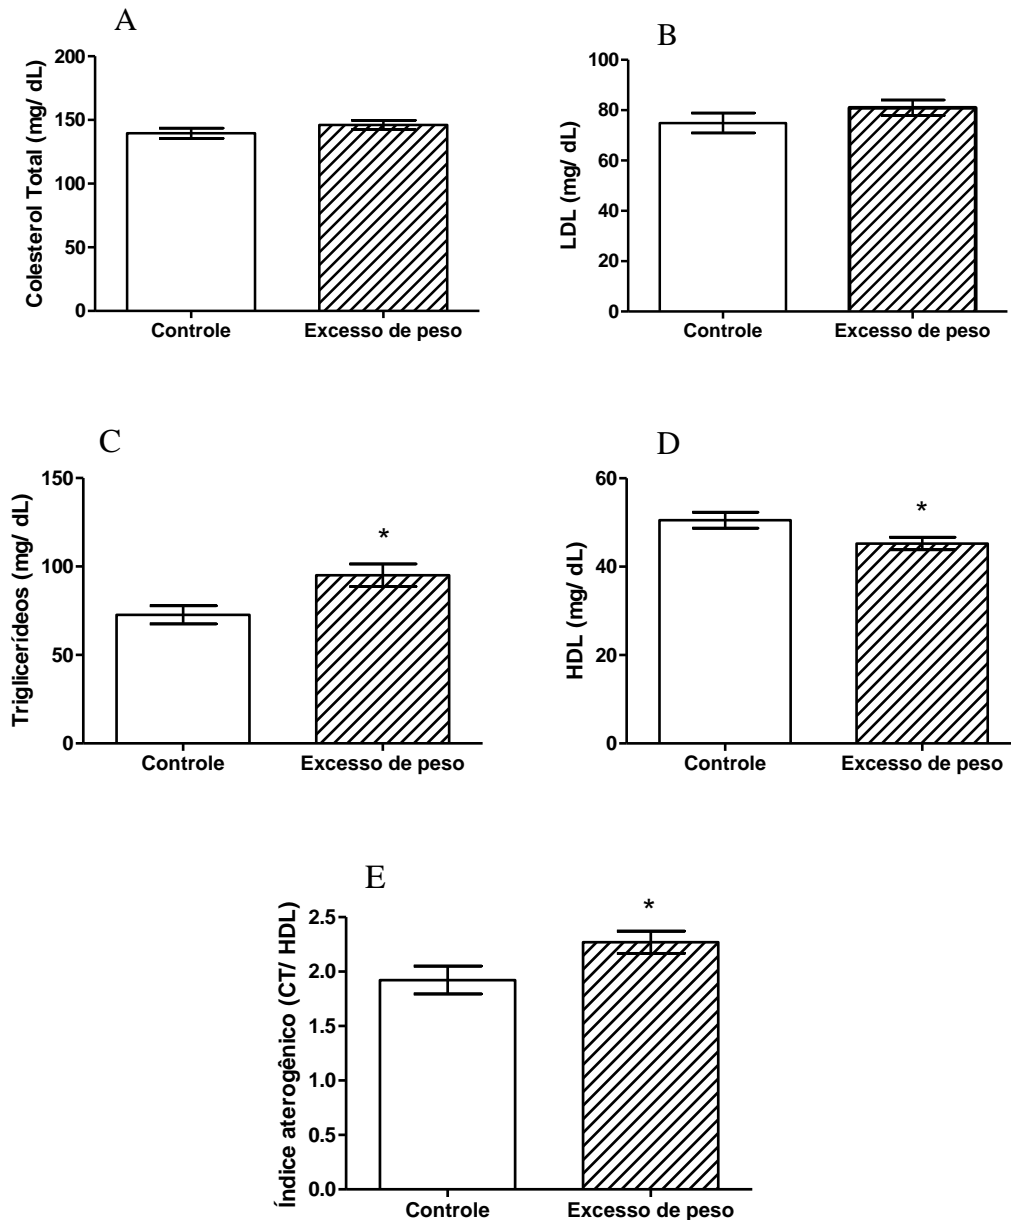 A
Colesterol Total (mg/ dL)
200
150
100
50
0
Controle
Excesso de peso
B
LDL (mg/ dL)
100
80
60
40
20
0
Controle
Excesso de peso
C
Triglicerídeos (mg/ dL)
150
100
50
0
*
Controle
Excesso de peso
D
HDL (mg/ dL)
60
40
20
0
*
Controle
Excesso de peso
E
Índice aterogênico (CT/ HDL)
2.5
2.0
1.5
1.0
0.5
0.0
*
Controle
Excesso de peso